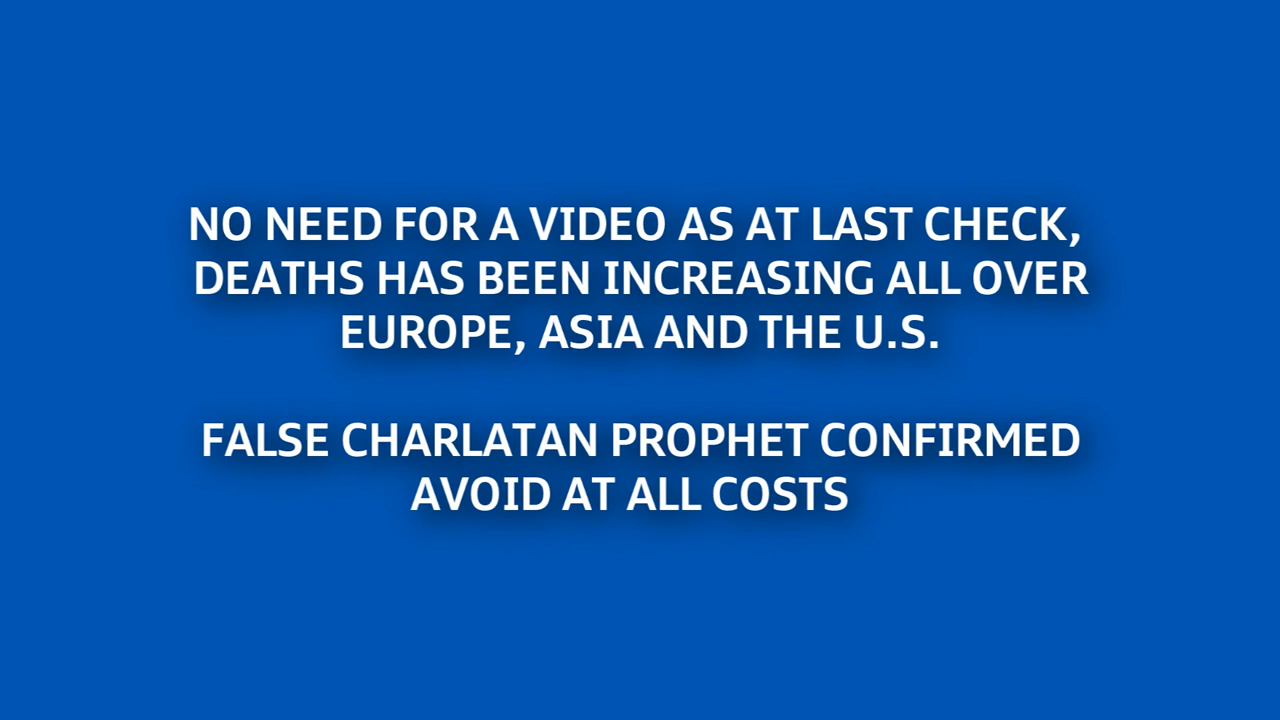 NO NEED FOR A VIDEO AS AT LAST CHECK,
DEATHS HAS BEEN INCREASING ALL OVER
EUROPE, ASIA AND THE U.S.
FALSE CHARLATAN PROPHET CONFIRMED
AVOID AT ALL COSTS